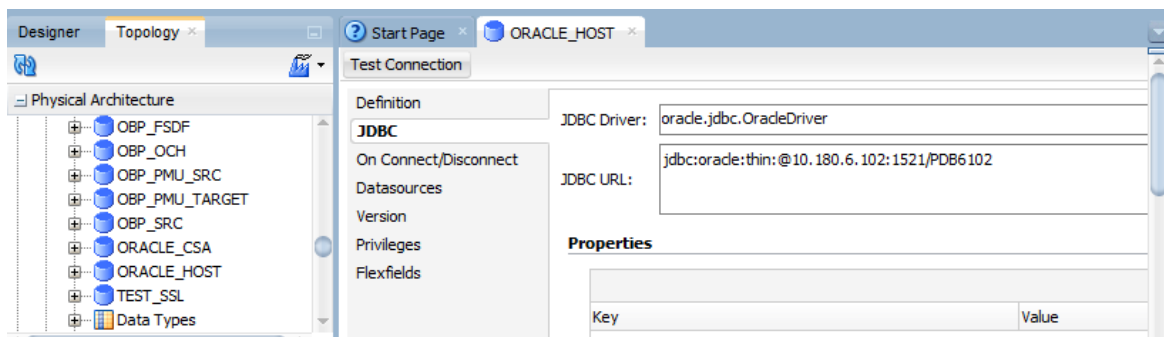 Designer
Topology
Start Page
ORACLE_HOST
Test Connection
Physical Architecture
OBP_FSDF
OBP_OCH
OBP_PMU_SRC
OBP_PMU_TARGET
OBP_SRC
ORACLE_CSA
ORACLE_HOST
TEST_SSL
Data Types
Definition
JDBC
On Connect/Disconnect
Datasources
Version
Privileges
Flexfields
JDBC Driver: oracle.jdbc.OracleDriver
JDBC URL: jdbc:oracle:thin:@10.180.6.102:1521/PDB6102
Properties
Key Value